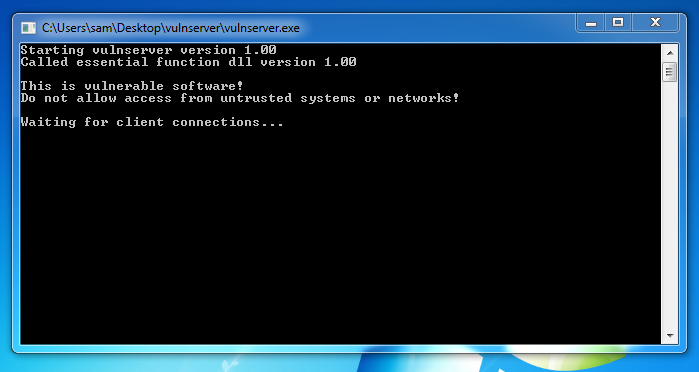 C:\Users\sam\Desktop\vulnserver\vulnserver.exe
Starting vulnserver version 1.00
Called essential function dll version 1.00
This is vulnerable software!
Do not allow access from untrusted systems or networks!
Waiting for client connections...